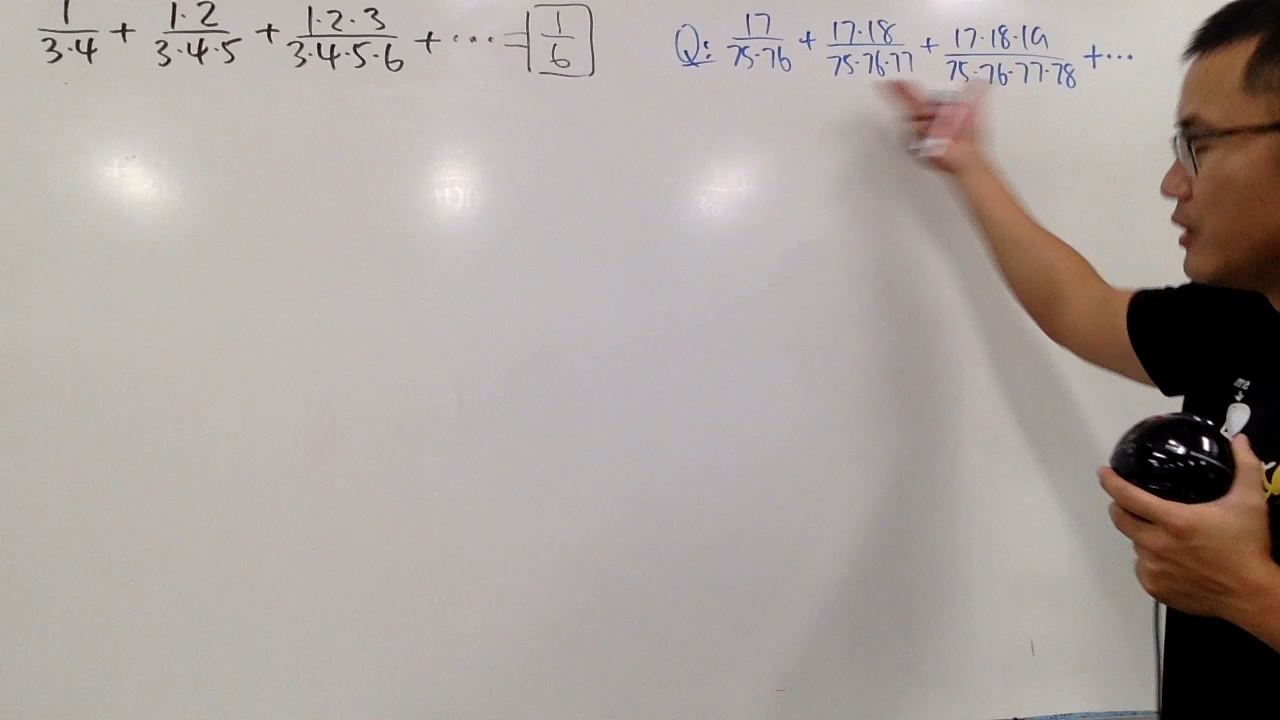 1/(3·4) + (1·2)/(3·4·5) + (1·2·3)/(3·4·5·6) + ··· = 1/6
Q: 17/(75·76) + (17·18)/(75·76·77) + (17·18·19)/(75·76·77·78) + ···